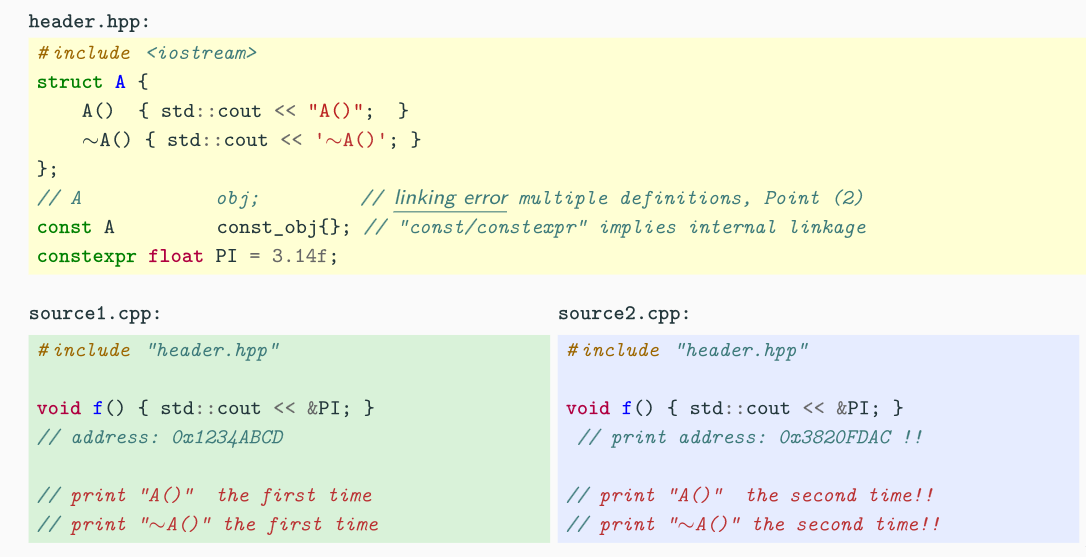 header.hpp:
#include <iostream>
struct A {
    A()  { std::cout << "A()";  }
    ~A() { std::cout << '~A()'; }
};
// A            obj;         // linking error multiple definitions, Point (2)
const A         const_obj{}; // "const/constexpr" implies internal linkage
constexpr float PI = 3.14f;
source1.cpp:
#include "header.hpp"
void f() { std::cout << &PI; }
// address: 0x1234ABCD
// print "A()"  the first time
// print "~A()" the first time
source2.cpp:
#include "header.hpp"
void f() { std::cout << &PI; }
// print address: 0x3820FDAC !!
// print "A()"  the second time!!
// print "~A()" the second time!!